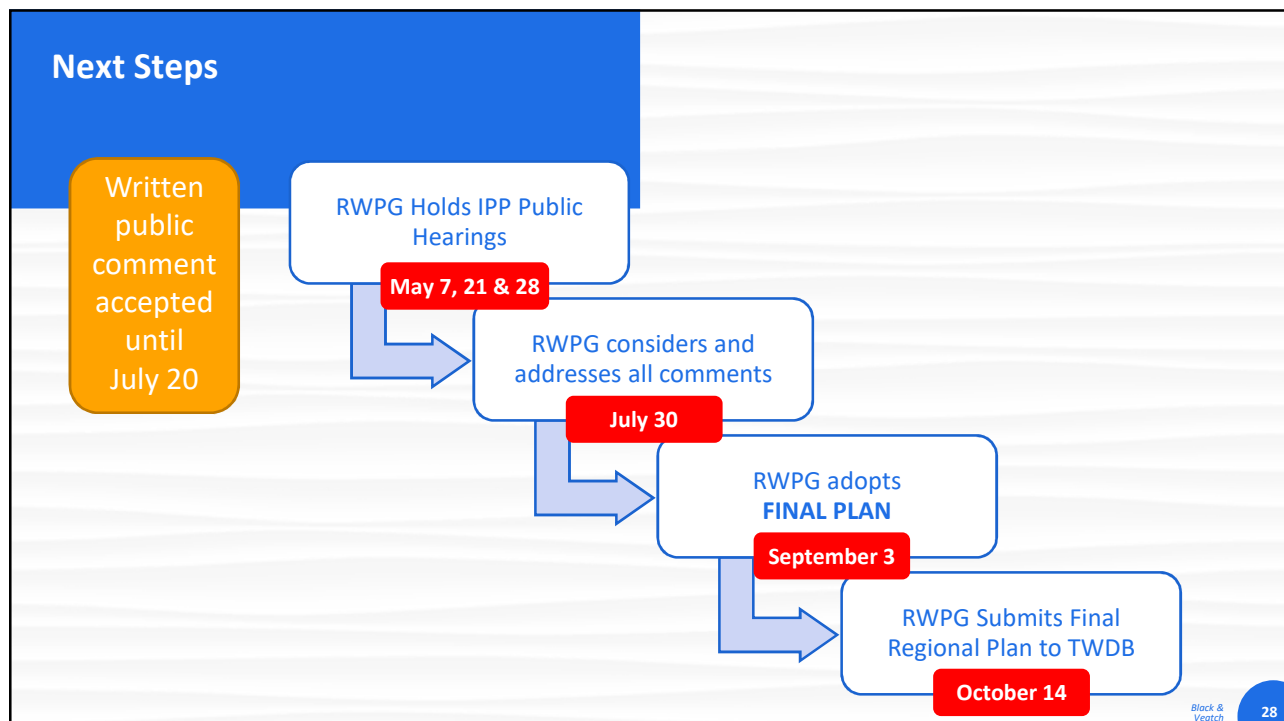 Next Steps
Written
public
comment
accepted
until
July 20
RWPG Holds IPP Public
Hearings
May 7, 21 & 28
RWPG considers and
addresses all comments
July 30
RWPG adopts
FINAL PLAN
September 3
RWPG Submits Final
Regional Plan to TWDB
October 14
Black &
Veatch
28